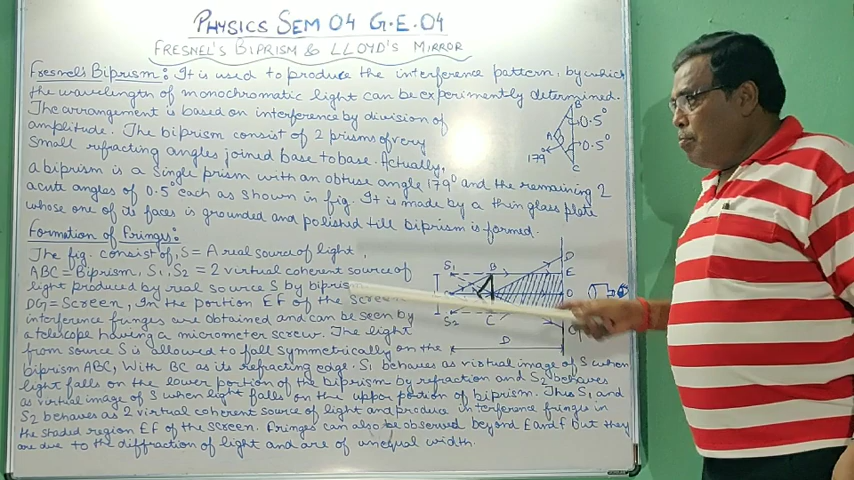 PHYSICS SEM 04 G.E.04
FRESNEL'S BIPRISM & LLOYD'S MIRROR
Fresnel's Biprism: It is used to produce the interference pattern, by which
the wavelength of monochromatic light can be experimently determined.
The arrangement is based on interference by division of
amplitude. The biprism consist of 2 prisms of very
small refracting angles joined base to base. Actually,
a biprism is a single prism with an obtuse angle 179° and the remaining 2
acute angles of 0.5° each as shown in fig. It is made by a thin glass plate
whose one of its faces is grounded and polished till biprism is formed.
B
0.5°
A
0.5°
179°
C
Formation of Fringes:
The fig. consist of, S = A real source of light,
ABC = Biprism, S1, S2 = 2 virtual coherent source of
light produced by real source S by biprism
DG = Screen, In the portion EF of the screen
interference fringes are obtained and can be seen by
a telescope having a micrometer screw. The light
from source S is allowed to fall symmetrically on the
biprism ABC, With BC as its refracting edge. S1 behaves as virtual image of S when
light falls on the lower portion of the biprism by refraction and S2 behaves
as virtual image of S when light falls on the uppor portion of biprism. Thus S1 and
S2 behaves as 2 virtual coherent source of light and produce interference fringes in
the shaded region EF of the screen. Fringes can also be observed beyond E and F but they
are due to the diffraction of light and are of unequal width.
S1 B D
E
S2 C
G
D